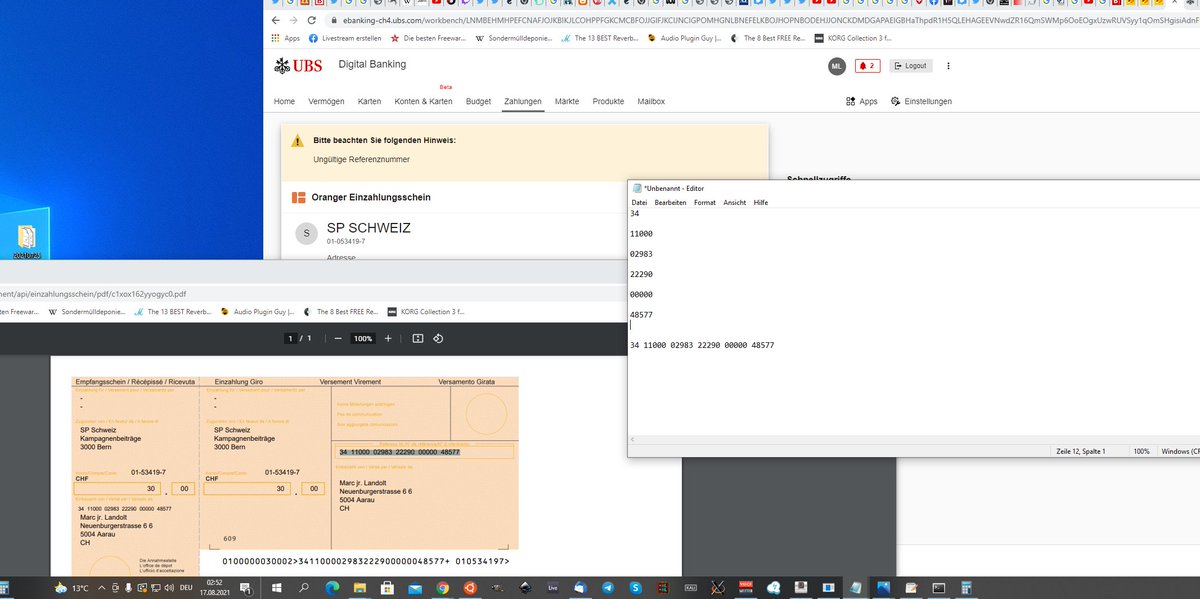 ebanking-ch4.ubs.com/workbench/
Apps
Livestream erstellen
Die besten Freewar...
Sondermülldeponie...
The 13 BEST Reverb...
Audio Plugin Guy |...
The 8 Best FREE Re...
KORG Collection 3 f...
UBS
Digital Banking
ML
2
Logout
Beta
Home
Vermögen
Karten
Konten & Karten
Budget
Zahlungen
Märkte
Produkte
Mailbox
Apps
Einstellungen
Bitte beachten Sie folgenden Hinweis:
Ungültige Referenznummer
Schnellzugriffe
Oranger Einzahlungsschein
S
SP SCHWEIZ
01-053419-7
Adresse
*Unbenannt - Editor
Datei Bearbeiten Format Ansicht Hilfe
34
11000
02983
22290
00000
48577
34 11000 02983 22290 00000 48577
Zeile 12, Spalte 1
100%
Windows (CR
ment/api/einzahlungsschein/pdf/c1xox162yyogyc0.pdf
en Freewar...
Sondermülldeponie...
The 13 BEST Reverb...
Audio Plugin Guy |...
The 8 Best FREE Re...
KORG Collection 3 f...
1 / 1
100%
Empfangsschein / Récépissé / Ricevuta
Einzahlung Giro
Versement Virement
Versamento Girata
SP Schweiz
Kampagnenbeiträge
3000 Bern
SP Schweiz
Kampagnenbeiträge
3000 Bern
34 11000 02983 22290 00000 48577
01-53419-7
CHF
30 . 00
01-53419-7
CHF
30 . 00
Marc jr. Landolt
Neuenburgerstrasse 6 6
5004 Aarau
CH
34 11000 02983 22290 00000 48577
Marc jr. Landolt
Neuenburgerstrasse 6 6
5004 Aarau
CH
609
Die Annahmestelle
L'office de dépôt
L'ufficio d'accettazione
0100000030002>341100002983222900000048577+ 010534197>
13°C
DEU
02:52
17.08.2021